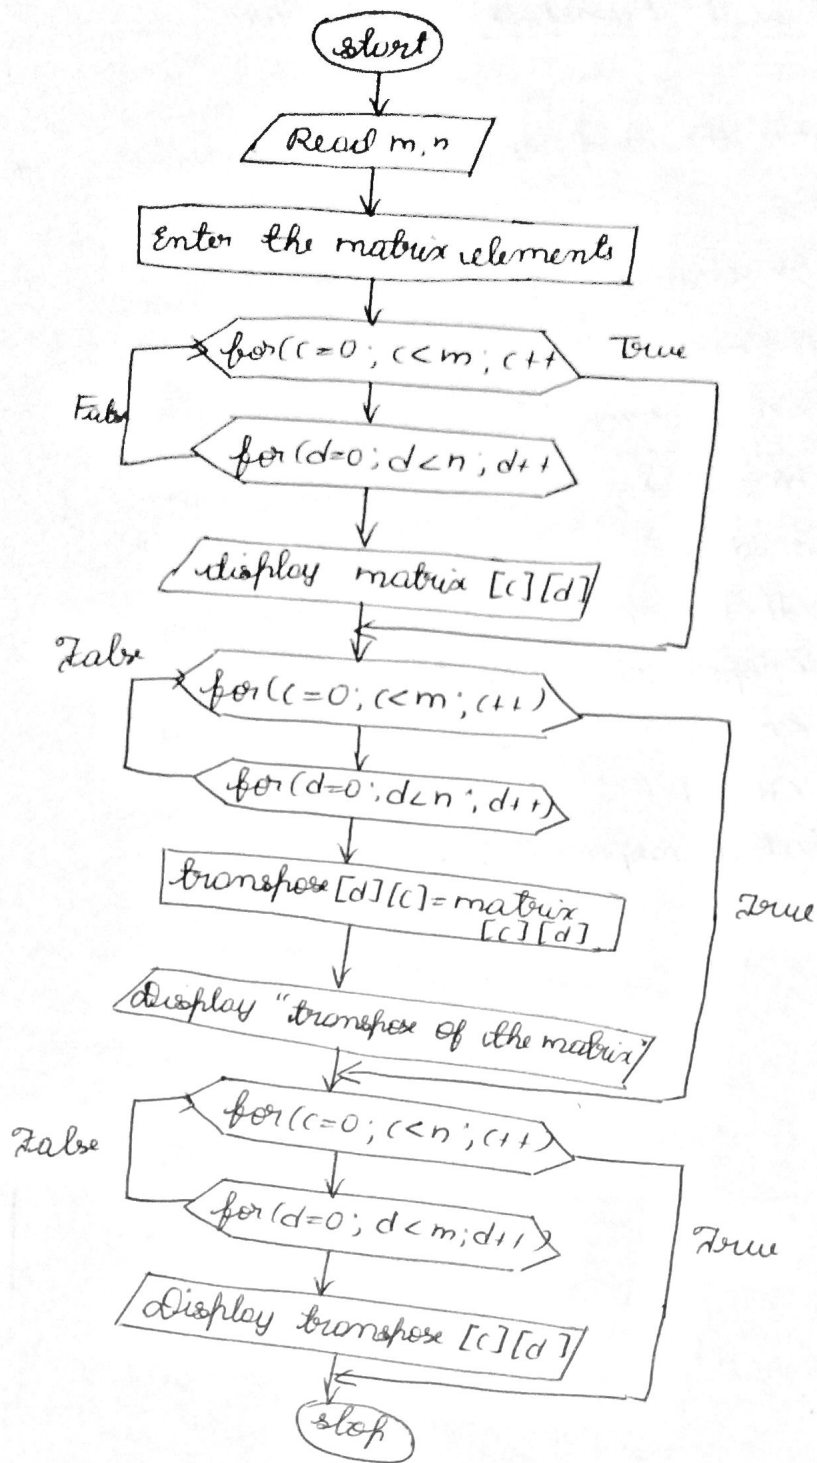 start
Read m,n
Enter the matrix elements
for(c=0; c<m; c++
True
False
for(d=0; d<n; d++
display matrix [c][d]
False
for(c=0; c<m; c++)
for(d=0; d<n; d++)
transpose[d][c]=matrix
[c][d]
True
Display "transpose of the matrix"
for(c=0; c<n; c++)
False
for(d=0; d<m; d++)
True
Display transpose [c][d]
stop